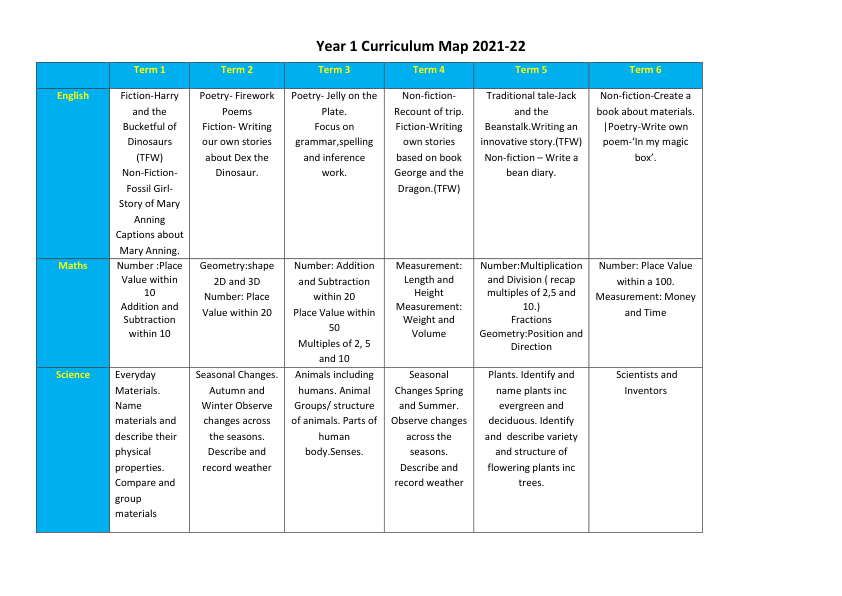 Year 1 Curriculum Map 2021-22
Term 1
Term 2
Term 3
Term 4
Term 5
Term 6
English
Fiction-Harry
and the
Bucketful of
Dinosaurs
(TFW)
Non-Fiction-
Fossil Girl-
Story of Mary
Anning
Captions about
Mary Anning.
Poetry- Firework
Poems
Fiction- Writing
our own stories
about Dex the
Dinosaur.
Poetry- Jelly on the
Plate.
Focus on
grammar,spelling
and inference
work.
Non-fiction-
Recount of trip.
Fiction-Writing
own stories
based on book
George and the
Dragon.(TFW)
Traditional tale-Jack
and the
Beanstalk.Writing an
innovative story.(TFW)
Non-fiction – Write a
bean diary.
Non-fiction-Create a
book about materials.
|Poetry-Write own
poem-‘In my magic
box’.
Maths
Number :Place
Value within
10
Addition and
Subtraction
within 10
Geometry:shape
2D and 3D
Number: Place
Value within 20
Number: Addition
and Subtraction
within 20
Place Value within
50
Multiples of 2, 5
and 10
Measurement:
Length and
Height
Measurement:
Weight and
Volume
Number:Multiplication
and Division ( recap
multiples of 2,5 and
10.)
Fractions
Geometry:Position and
Direction
Number: Place Value
within a 100.
Measurement: Money
and Time
Science
Everyday
Materials.
Name
materials and
describe their
physical
properties.
Compare and
group
materials
Seasonal Changes.
Autumn and
Winter Observe
changes across
the seasons.
Describe and
record weather
Animals including
humans. Animal
Groups/ structure
of animals. Parts of
human
body.Senses.
Seasonal
Changes Spring
and Summer.
Observe changes
across the
seasons.
Describe and
record weather
Plants. Identify and
name plants inc
evergreen and
deciduous. Identify
and  describe variety
and structure of
flowering plants inc
trees.
Scientists and
Inventors